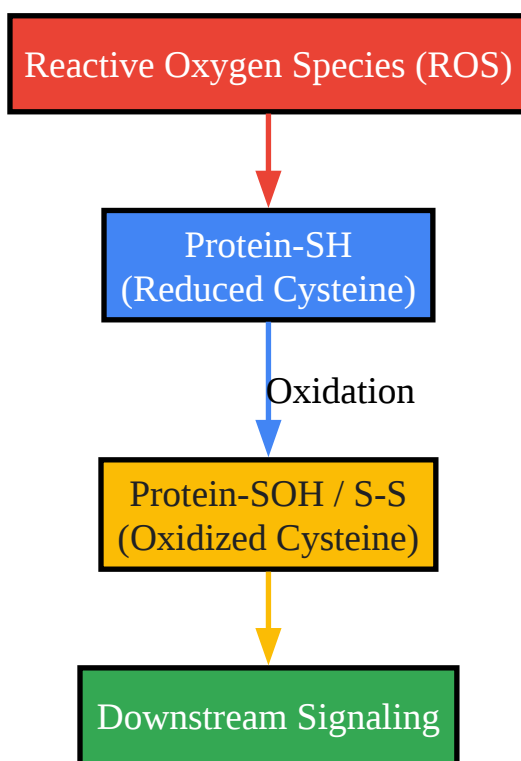 Reactive Oxygen Species (ROS)
Protein-SH
(Reduced Cysteine)
Oxidation
Protein-SOH / S-S
(Oxidized Cysteine)
Downstream Signaling